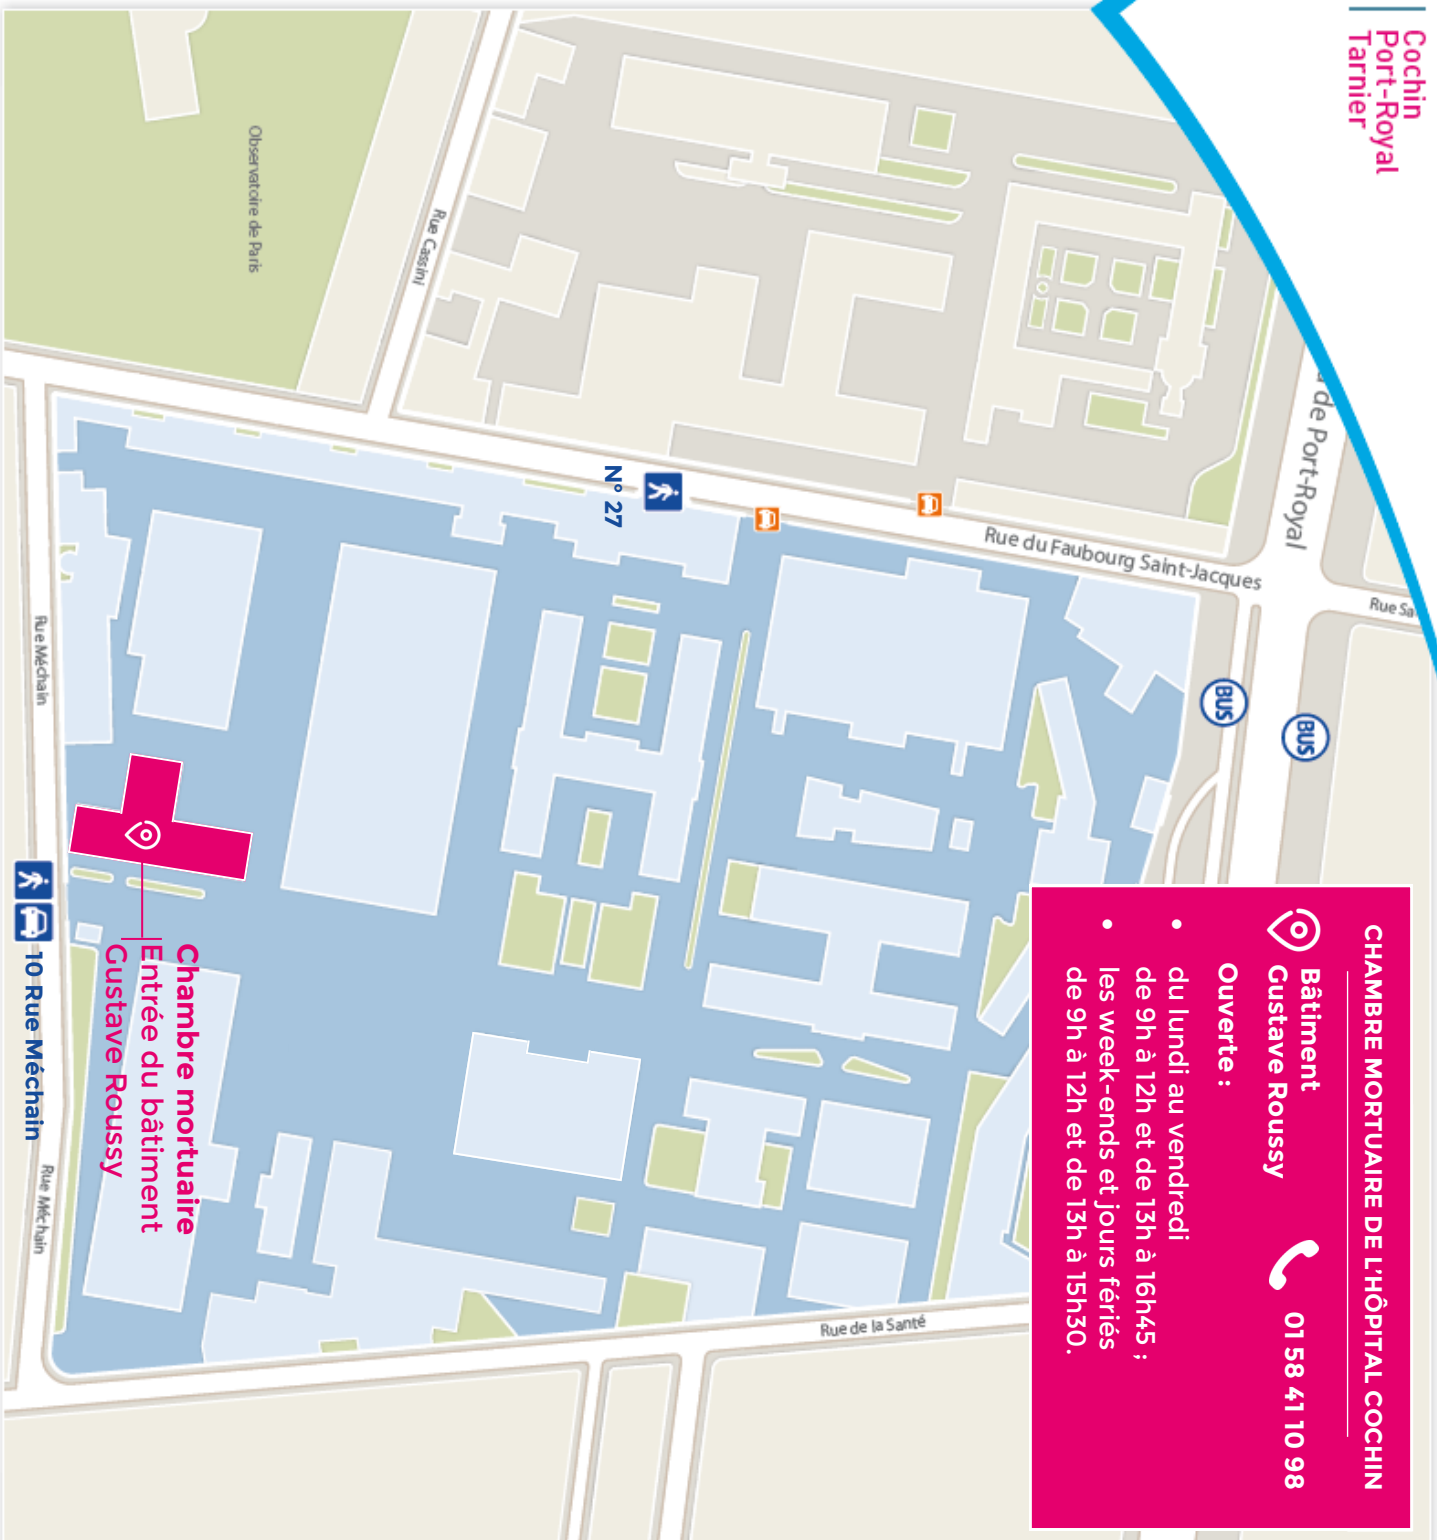 Cochin
Port-Royal
Tarnier
de Port-Royal
Rue du Faubourg Saint-Jacques
BUS
BUS
Observatoire de Paris
Rue Cassini
N° 27
Rue Méchain
Chambre mortuaire
Entrée du bâtiment
Gustave Roussy
10 Rue Méchain
Rue Méchain
Rue de la Santé
CHAMBRE MORTUAIRE DE L'HÔPITAL COCHIN
Bâtiment
Gustave Roussy
01 58 41 10 98
Ouverte :
• du lundi au vendredi
de 9h à 12h et de 13h à 16h45 ;
• les week-ends et jours fériés
de 9h à 12h et de 13h à 15h30.